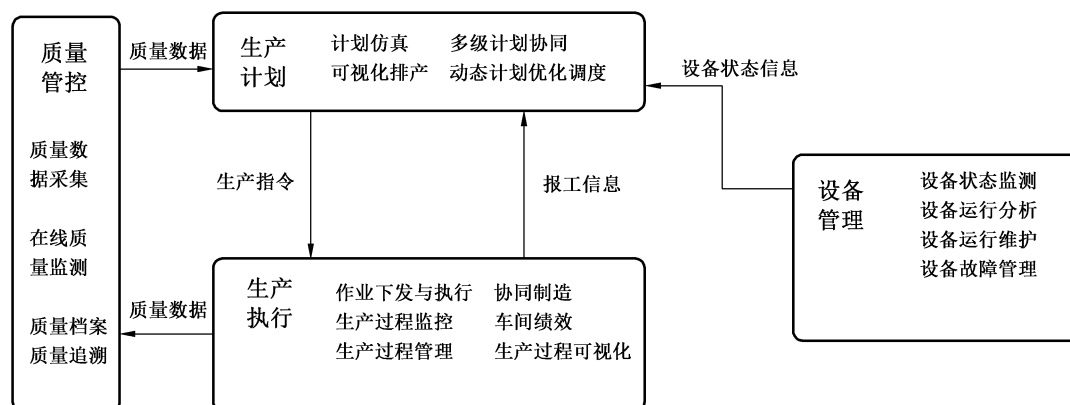 质量
管控
质量数
据采集
在线质
量监测
质量档案
质量追溯
质量数据
生产
计划
计划仿真 多级计划协同
可视化排产 动态计划优化调度
设备状态信息
生产指令
报工信息
质量数据
生产
执行
作业下发与执行 协同制造
生产过程监控 车间绩效
生产过程管理 生产过程可视化
设备
管理
设备状态监测
设备运行分析
设备运行维护
设备故障管理